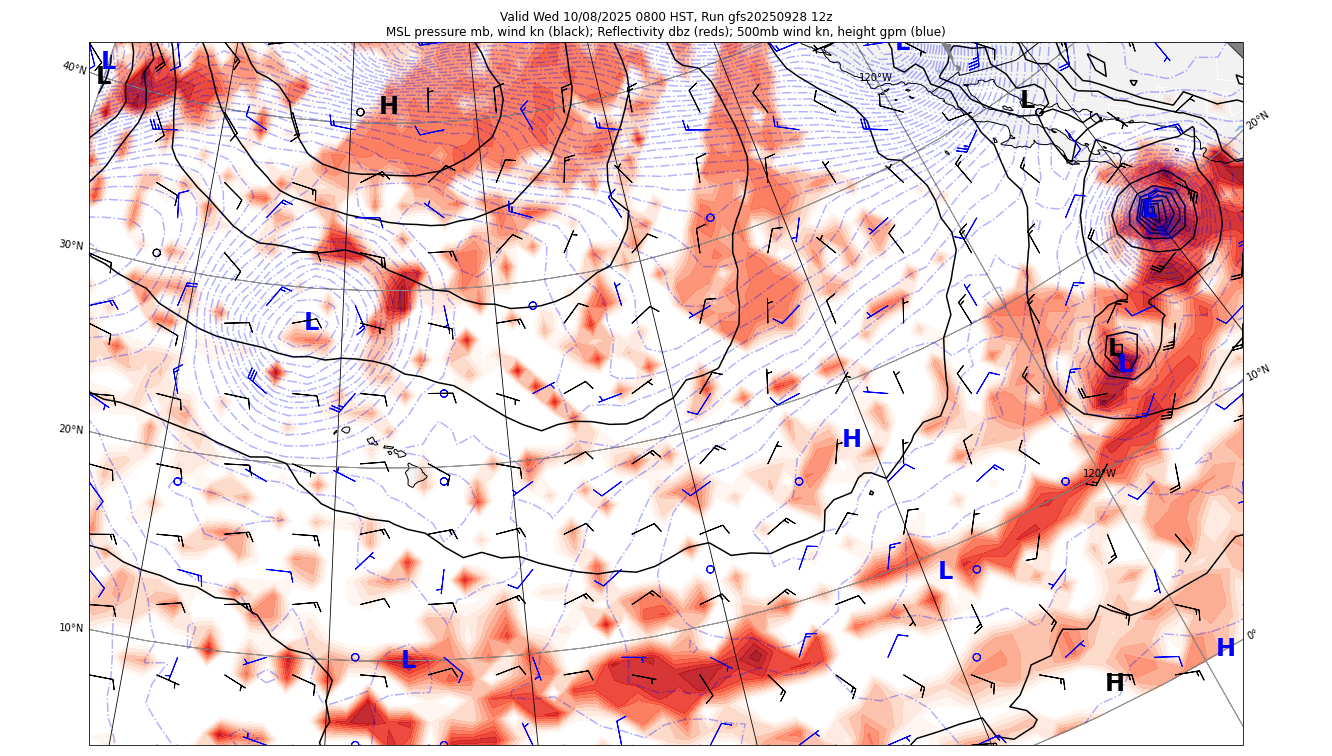 Valid Wed 10/08/2025 0800 HST, Run gfs20250928 12z
MSL pressure mb, wind kn (black); Reflectivity dbz (reds); 500mb wind kn, height gpm (blue)
L
L
L
40°N
L
120°W
H
L
20°N
L
30°N
L
L
L
10°N
20°N
H
120°W
L
10°N
0°
H
L
H